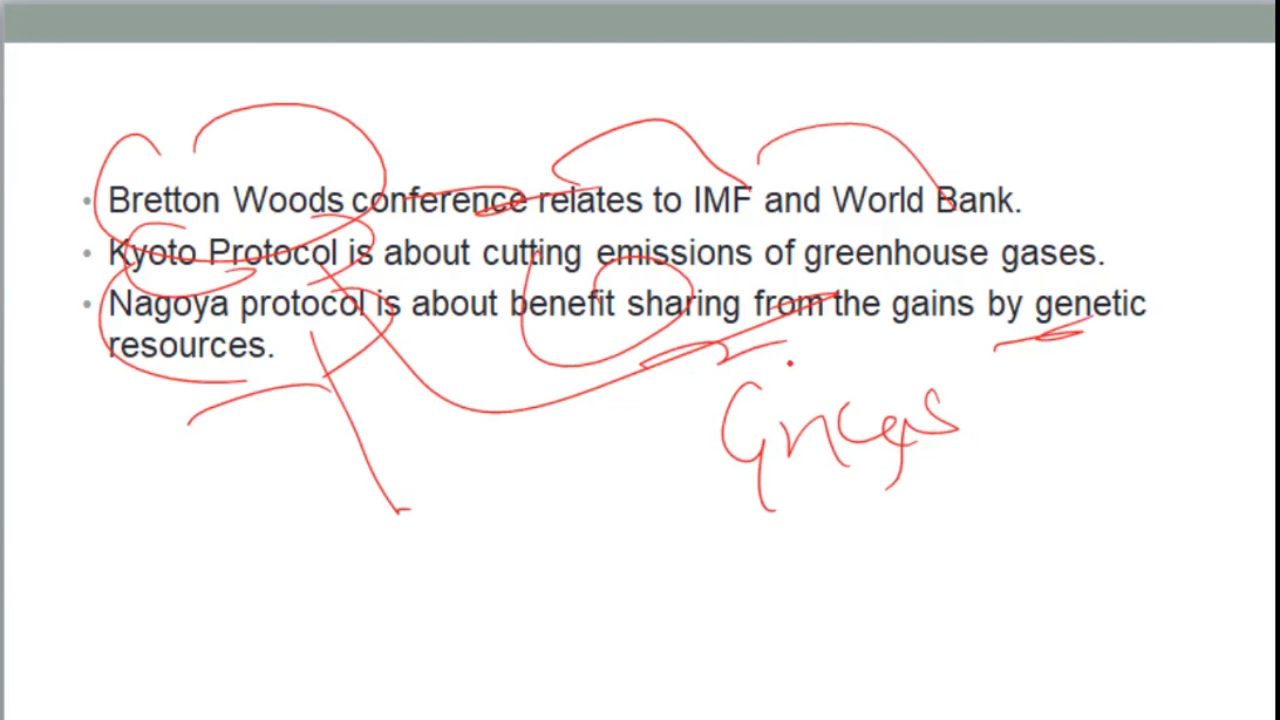 • Bretton Woods conference relates to IMF and World Bank.
• Kyoto Protocol is about cutting emissions of greenhouse gases.
• Nagoya protocol is about benefit sharing from the gains by genetic
resources.